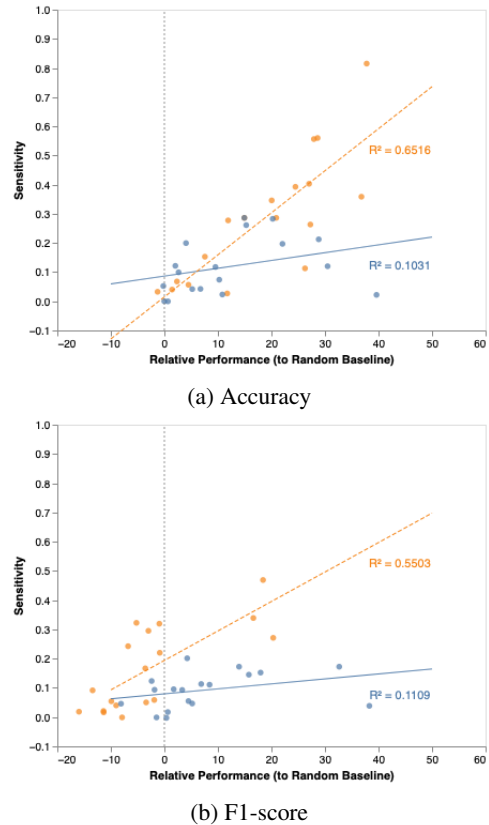 1.0
0.9
0.8
0.7
0.6
0.5
0.4
0.3
0.2
0.1
0.0
−0.1
Sensitivity
R² = 0.6516
R² = 0.1031
−20 −10 0 10 20 30 40 50 60
Relative Performance (to Random Baseline)
(a) Accuracy
1.0
0.9
0.8
0.7
0.6
0.5
0.4
0.3
0.2
0.1
0.0
−0.1
Sensitivity
R² = 0.5503
R² = 0.1109
−20 −10 0 10 20 30 40 50 60
Relative Performance (to Random Baseline)
(b) F1-score